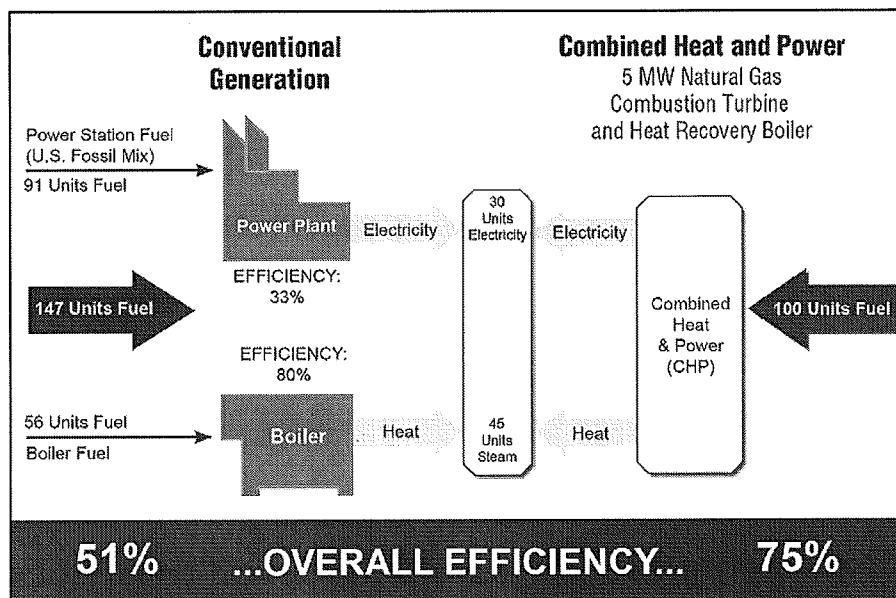 Conventional
Generation
Combined Heat and Power
5 MW Natural Gas
Combustion Turbine
and Heat Recovery Boiler
Power Station Fuel
(U.S. Fossil Mix)
91 Units Fuel
Power Plant
Electricity
30
Units
Electricity
Electricity
EFFICIENCY:
33%
147 Units Fuel
Combined
Heat
& Power
(CHP)
100 Units Fuel
EFFICIENCY:
80%
56 Units Fuel
Boiler Fuel
Boiler
Heat
45
Units
Steam
Heat
51%
...OVERALL EFFICIENCY...
75%